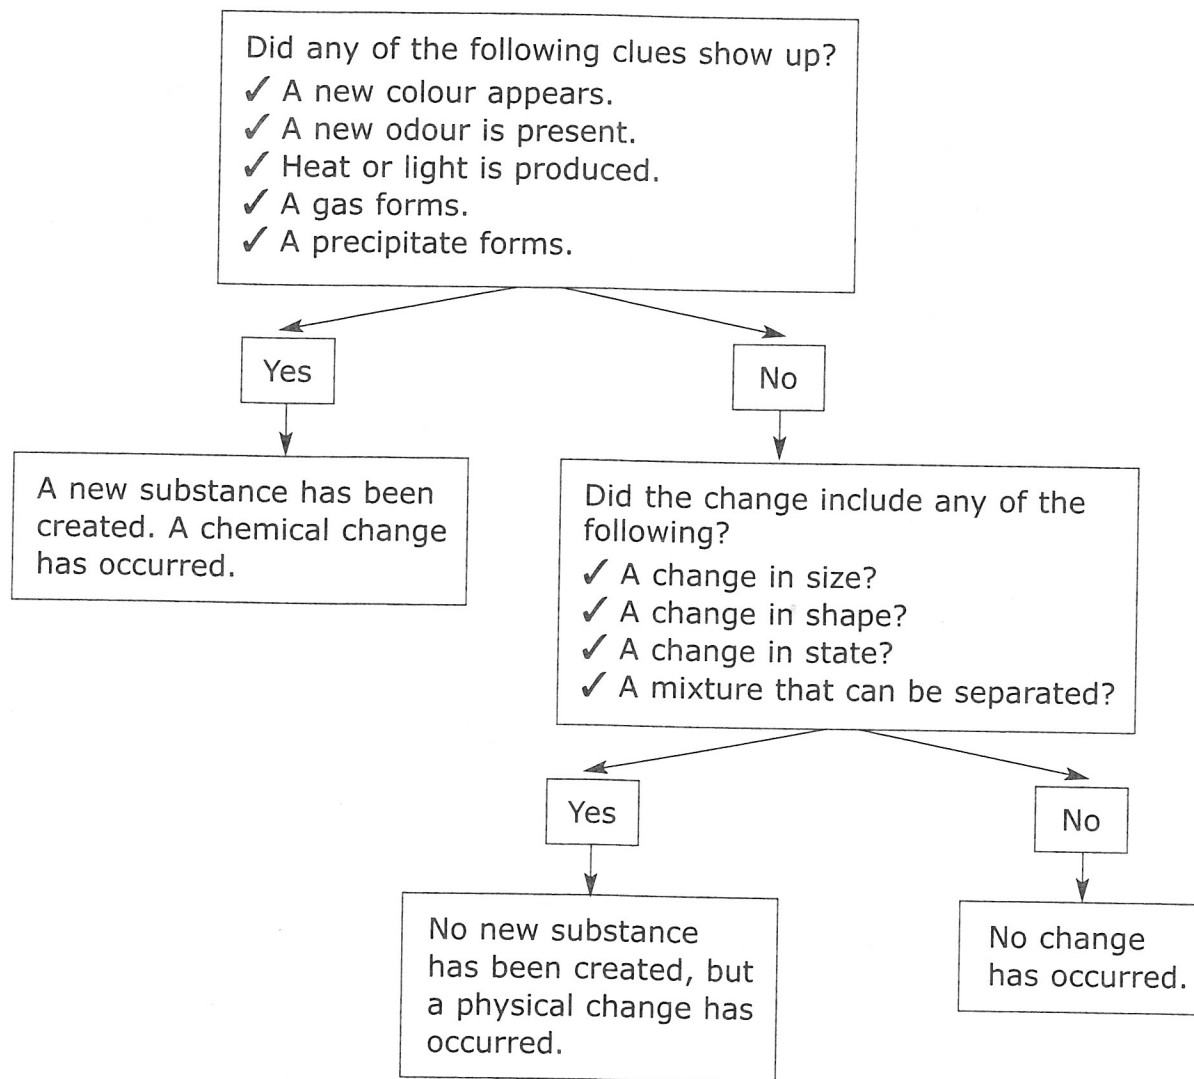 Did any of the following clues show up?
✓ A new colour appears.
✓ A new odour is present.
✓ Heat or light is produced.
✓ A gas forms.
✓ A precipitate forms.
Yes
No
A new substance has been
created. A chemical change
has occurred.
Did the change include any of the
following?
✓ A change in size?
✓ A change in shape?
✓ A change in state?
✓ A mixture that can be separated?
Yes
No
No new substance
has been created, but
a physical change has
occurred.
No change
has occurred.